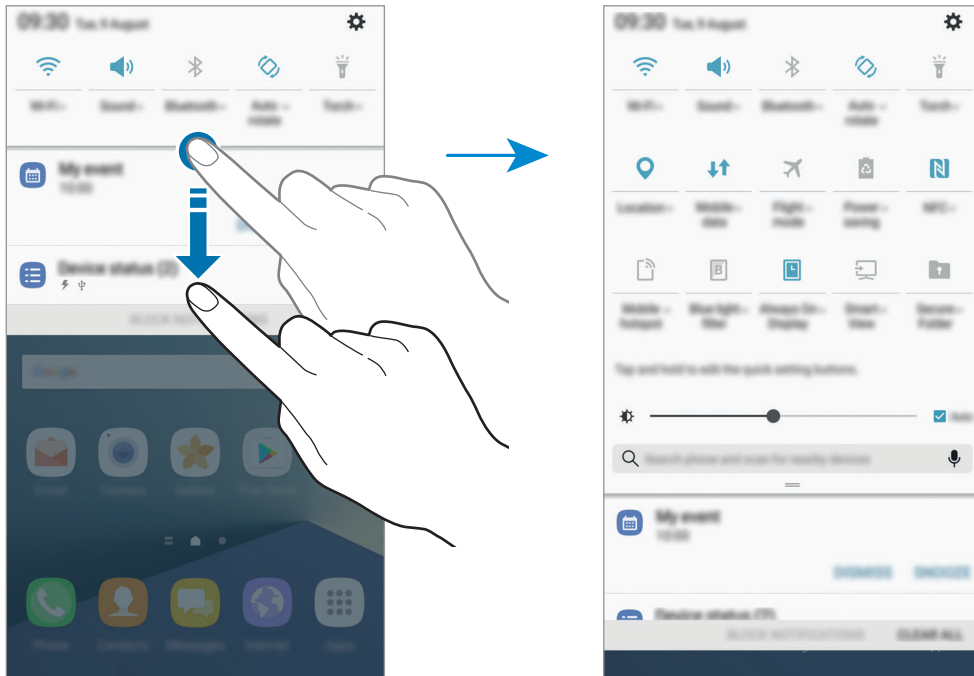 09:30 Tue, 9 August
Wi-Fi
Sound
Bluetooth
Auto rotate
Torch
My event
10:00
Device status (2)
BLOCK NOTIFICATIONS
Google
Email
Camera
Gallery
Play Store
Phone
Contacts
Messages
Internet
Apps
09:30 Tue, 9 August
Wi-Fi
Sound
Bluetooth
Auto
rotate
Torch
Location
Mobile
data
Flight
mode
Power
saving
NFC
Mobile
hotspot
B
Blue light
filter
Always On
Display
Smart
View
Secure
Folder
Tap and hold to edit the quick setting buttons.
Auto
Search phone and scan for nearby devices
My event
10:00
DISMISS SNOOZE
Device status (2)
BLOCK NOTIFICATIONS CLEAR ALL